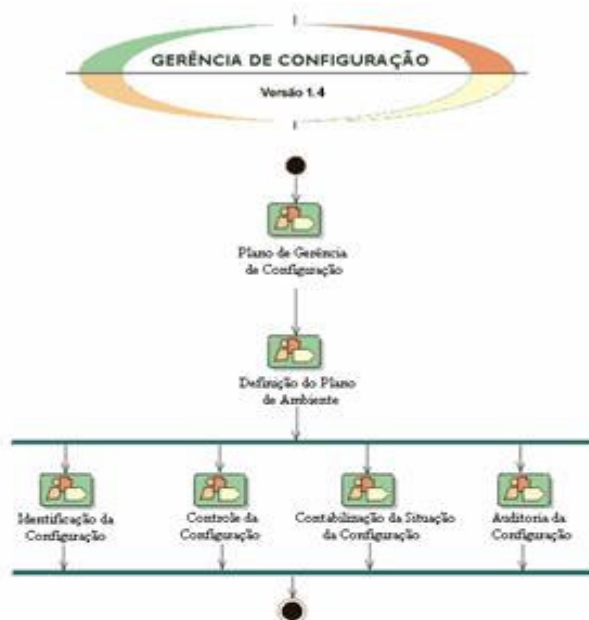 GERÊNCIA DE CONFIGURAÇÃO
Versão 1.4
Plano de Gerência
de Configuração
Definição do Plano
de Ambiente
Identificação da
Configuração
Controle da
Configuração
Contabilização da Situação
da Configuração
Auditoria da
Configuração